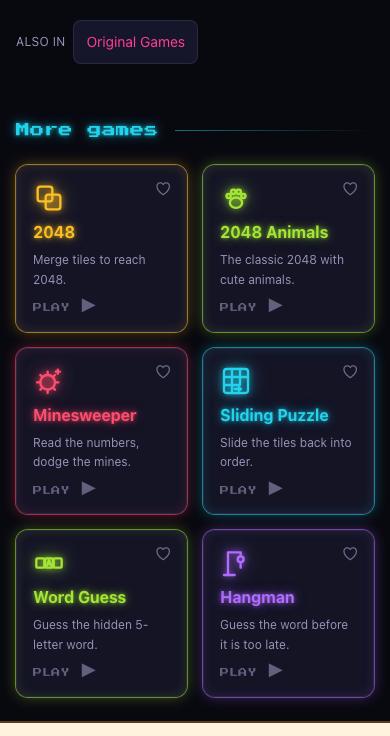 ALSO IN Original Games
More games
2048
Merge tiles to reach
2048.
PLAY
2048 Animals
The classic 2048 with
cute animals.
PLAY
Minesweeper
Read the numbers,
dodge the mines.
PLAY
Sliding Puzzle
Slide the tiles back into
order.
PLAY
Word Guess
Guess the hidden 5-
letter word.
PLAY
Hangman
Guess the word before
it is too late.
PLAY